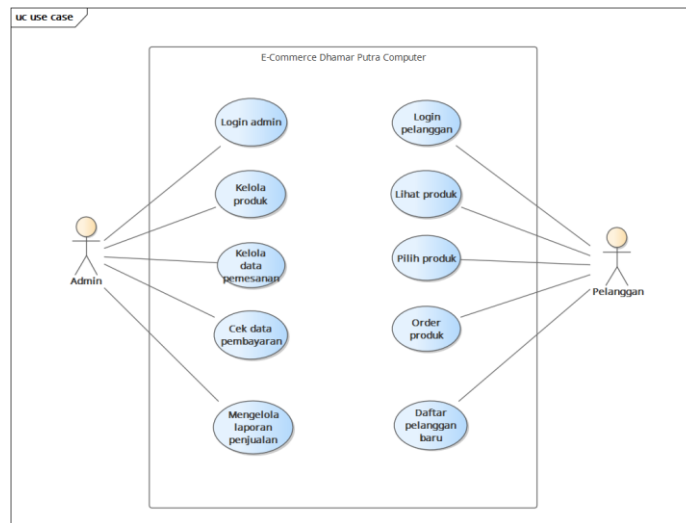 uc use case
E-Commerce Dhamar Putra Computer
Login admin
Login
pelanggan
Kelola
produk
Lihat produk
Kelola
data
pemesanan
Pilih produk
Admin
Pelanggan
Cek data
pembayaran
Order
produk
Mengelola
laporan
penjualan
Daftar
pelanggan
baru